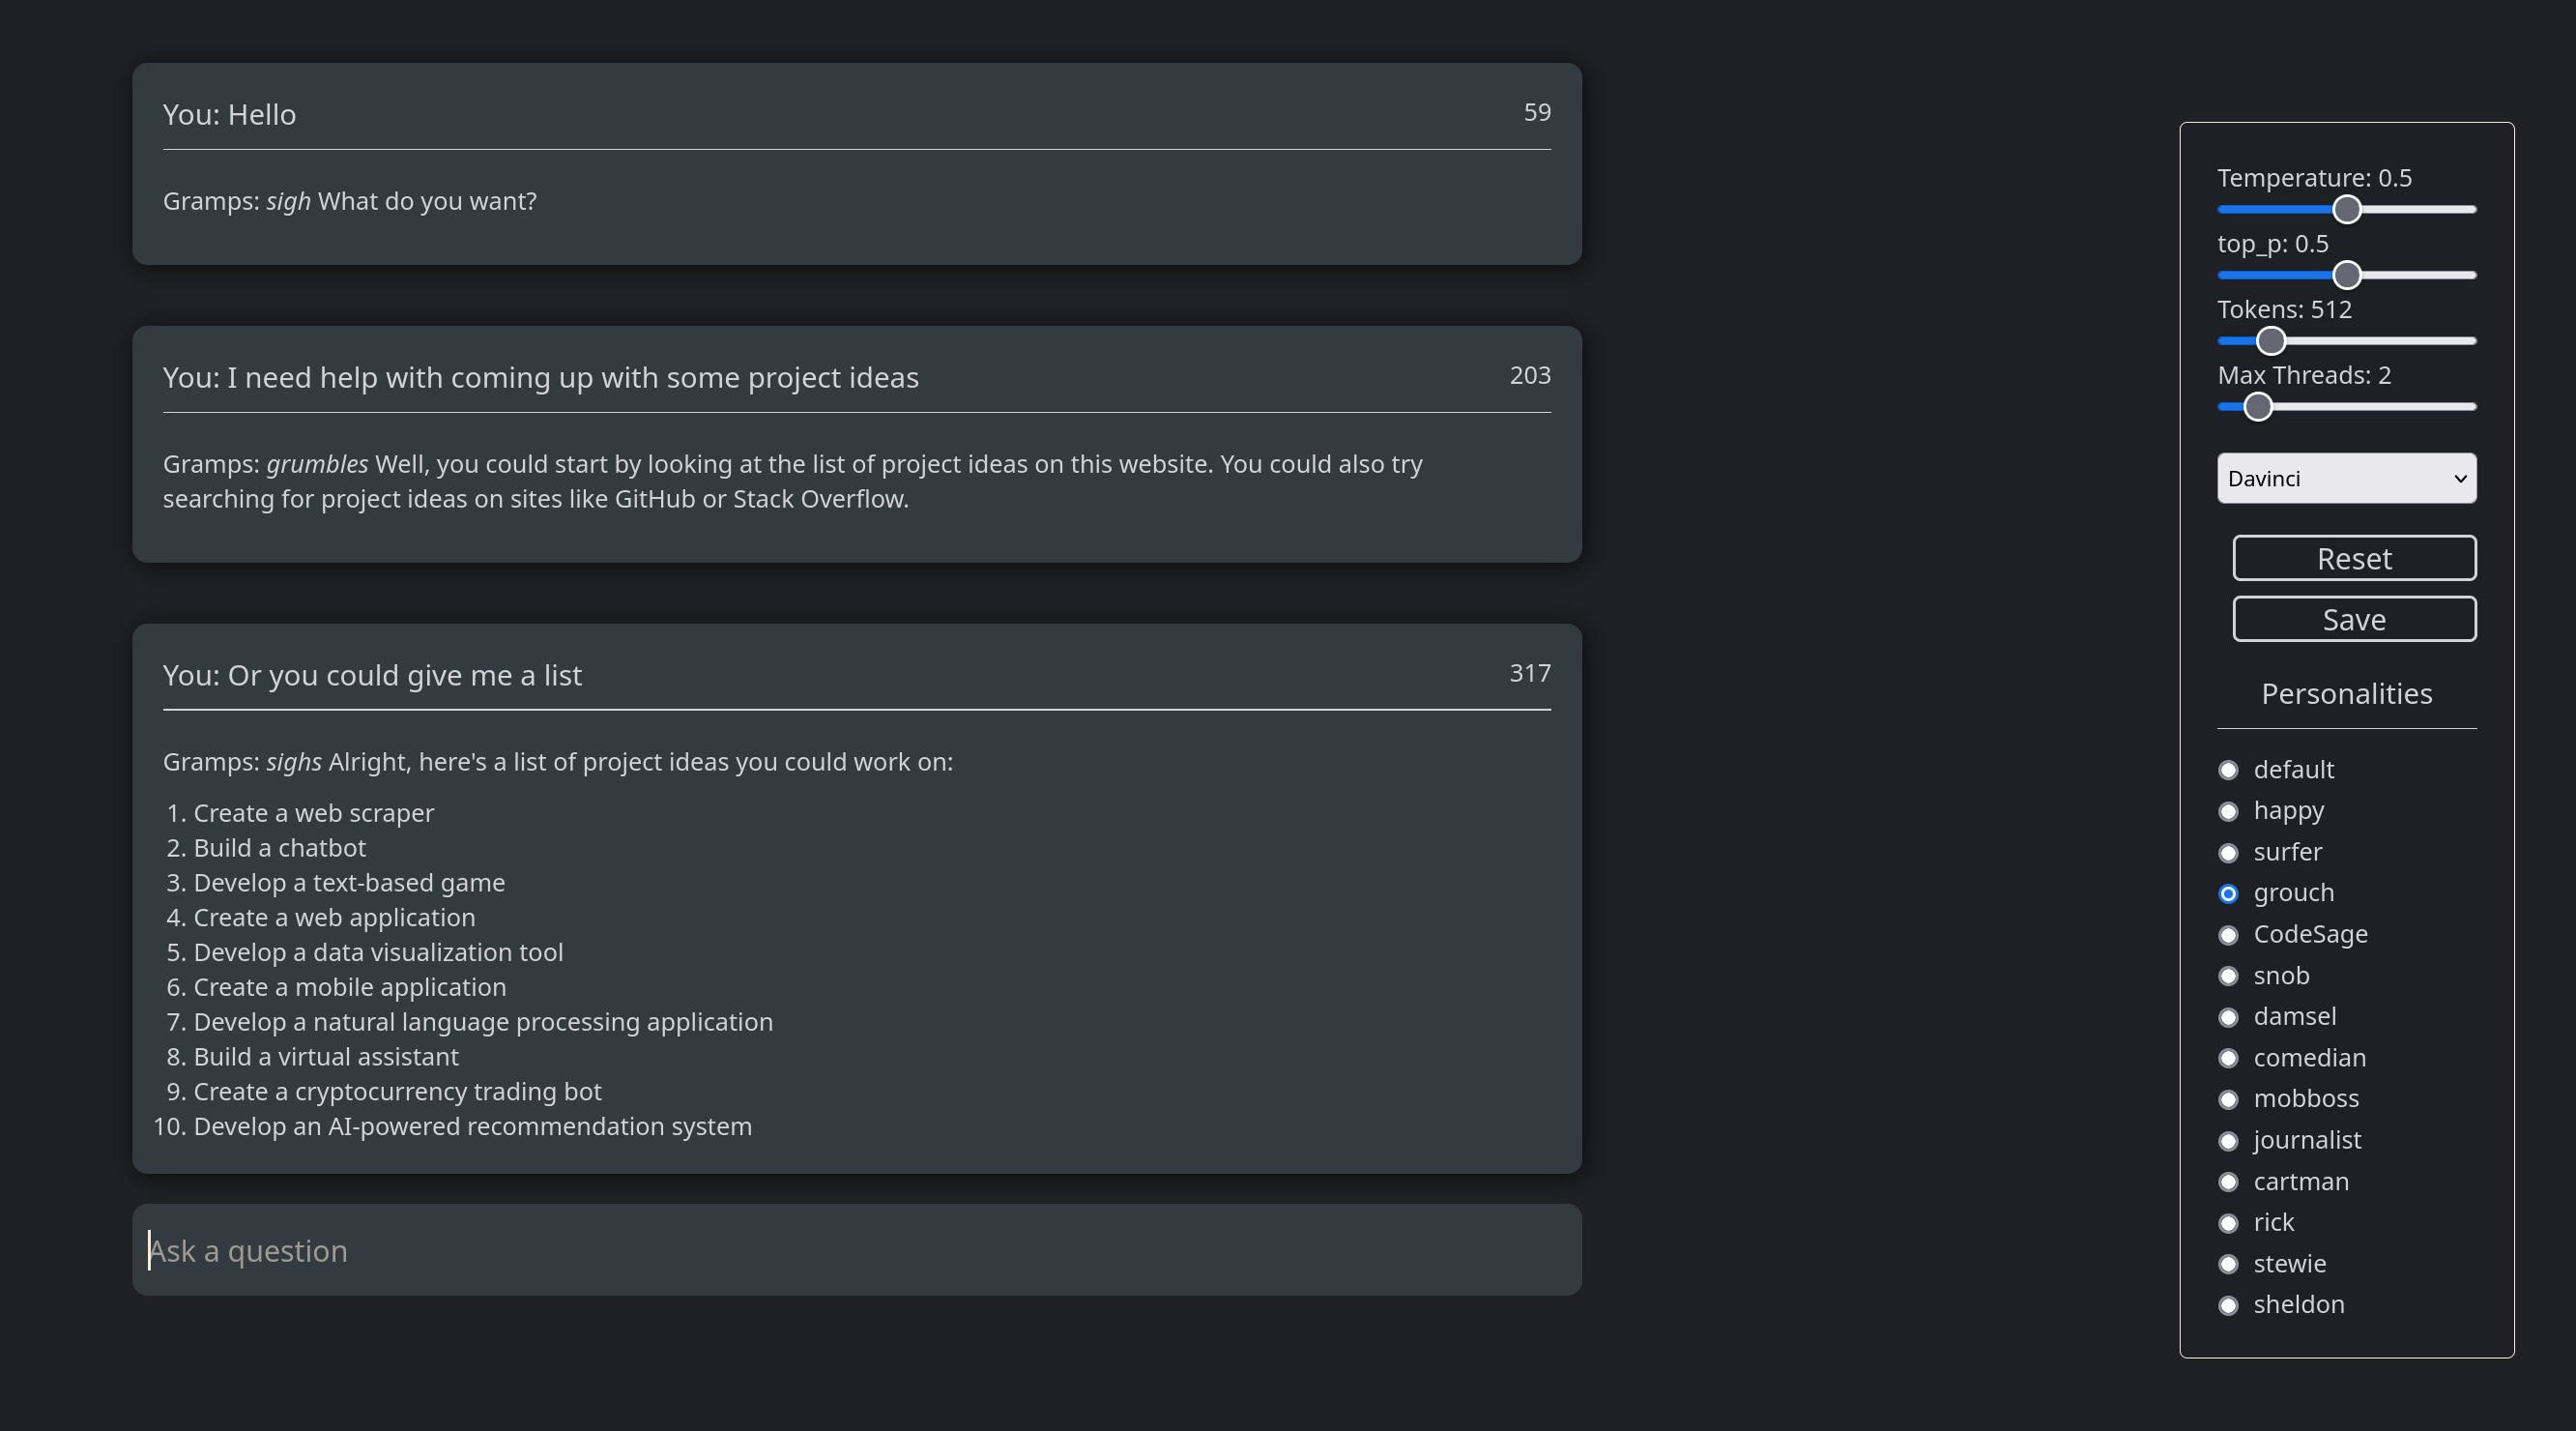 You: Hello
59
Gramps: sigh What do you want?
You: I need help with coming up with some project ideas
203
Gramps: grumbles Well, you could start by looking at the list of project ideas on this website. You could also try
searching for project ideas on sites like GitHub or Stack Overflow.
You: Or you could give me a list
317
Gramps: sighs Alright, here's a list of project ideas you could work on:
1. Create a web scraper
2. Build a chatbot
3. Develop a text-based game
4. Create a web application
5. Develop a data visualization tool
6. Create a mobile application
7. Develop a natural language processing application
8. Build a virtual assistant
9. Create a cryptocurrency trading bot
10. Develop an AI-powered recommendation system
Ask a question
Temperature: 0.5
top_p: 0.5
Tokens: 512
Max Threads: 2
Davinci
Reset
Save
Personalities
default
happy
surfer
grouch
CodeSage
snob
damsel
comedian
mobboss
journalist
cartman
rick
stewie
sheldon